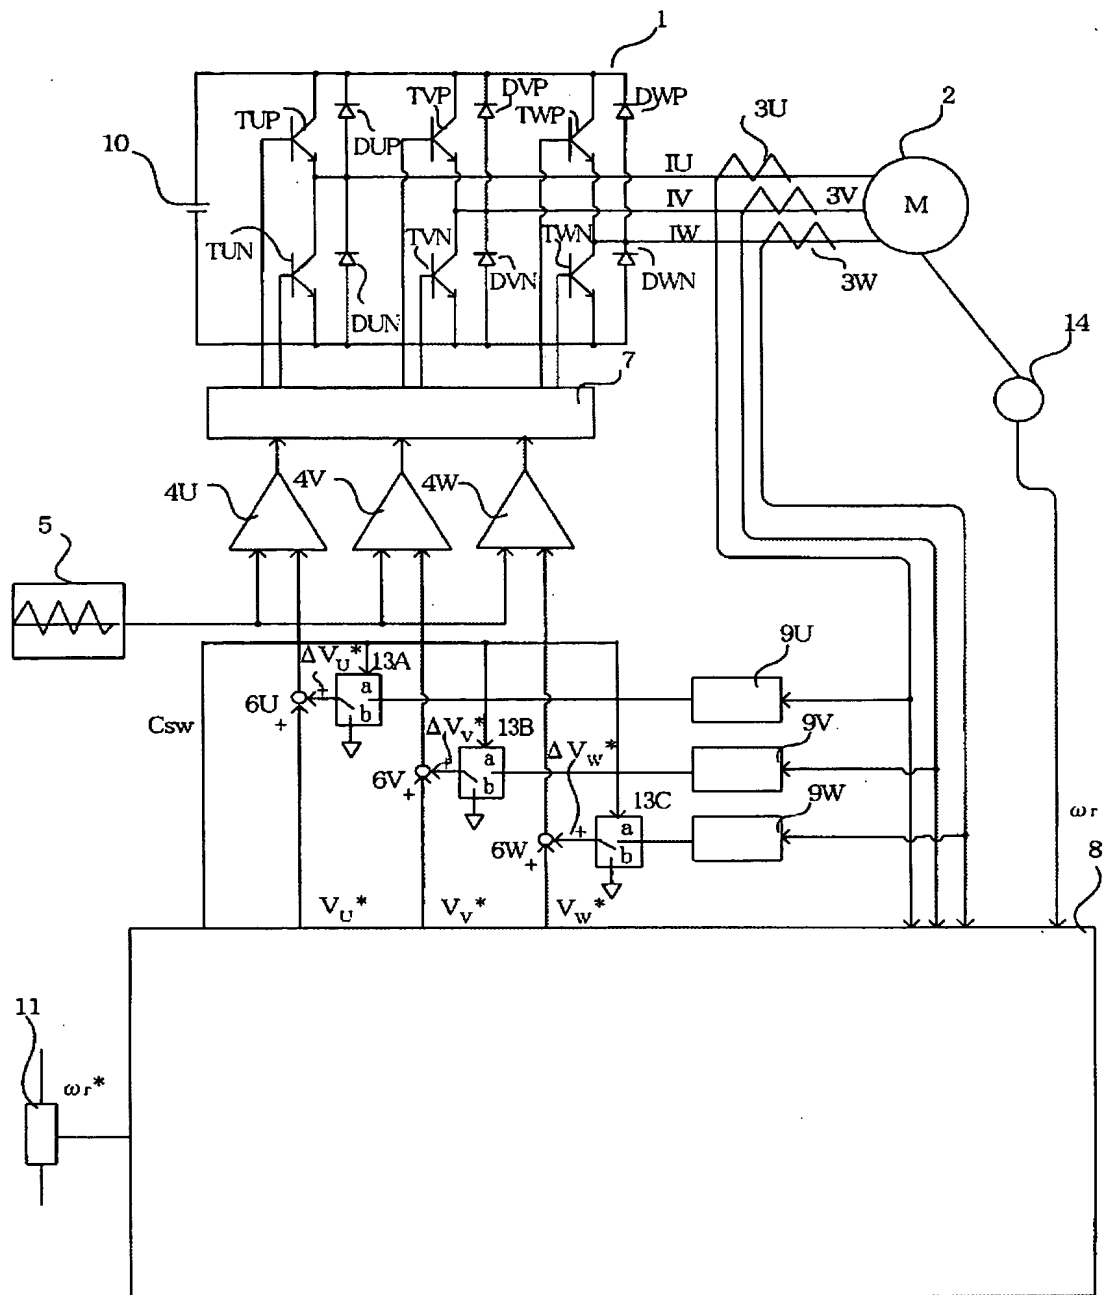 1
DVP
DWP
TVP
TWP
TUP
DUP
3U
2
10
IU
IV
3V
M
IW
TUN
TVN
TWN
DVN
DWN
3W
DUN
14
7
4U
4V
4W
5
9U
ΔVU*
13A
a
b
6U
+
+
Csw
9V
ΔVV*
13B
a
b
6V
+
+
ΔVW*
9W
13C
a
b
6W
+
+
ωr
8
VU*
VV*
VW*
11
ωr*